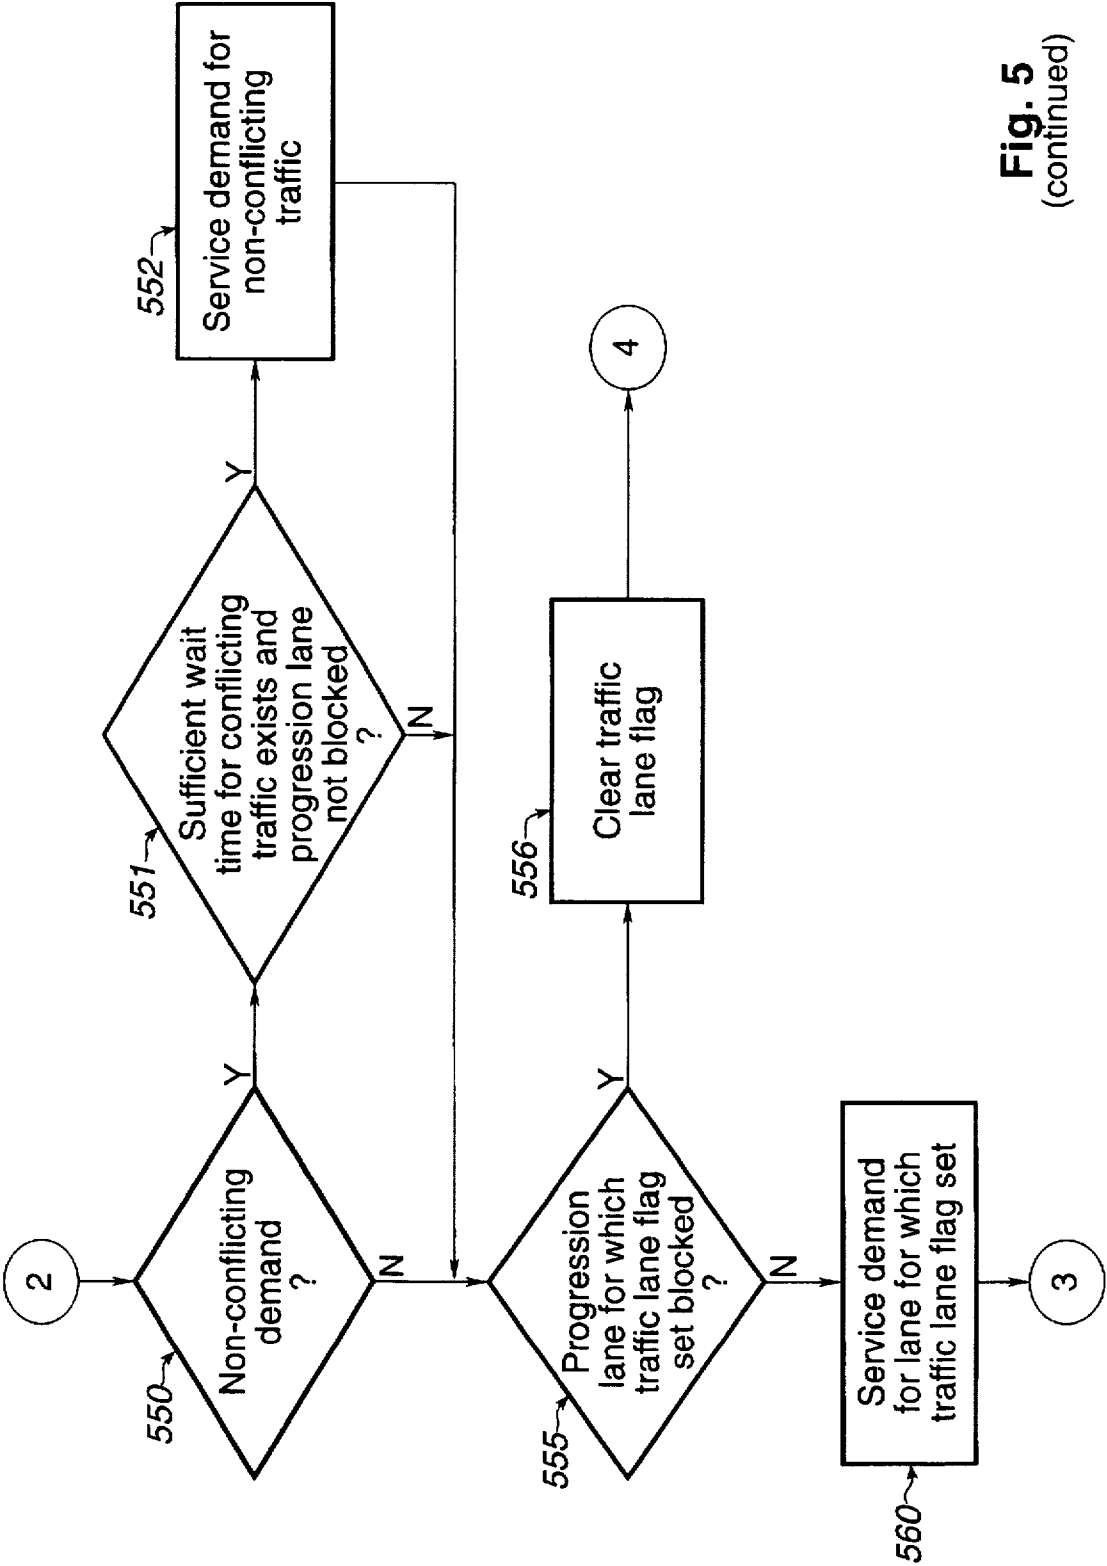 2
550
Non-conflicting
demand
?
Y
N
551
Sufficient wait
time for conflicting
traffic exists and
progression lane
not blocked
?
Y
N
552
Service demand for
non-conflicting
traffic
555
Progression
lane for which
traffic lane flag
set blocked
?
Y
N
556
Clear traffic
lane flag
4
560
Service demand
for lane for which
traffic lane flag set
3
Fig. 5
(continued)